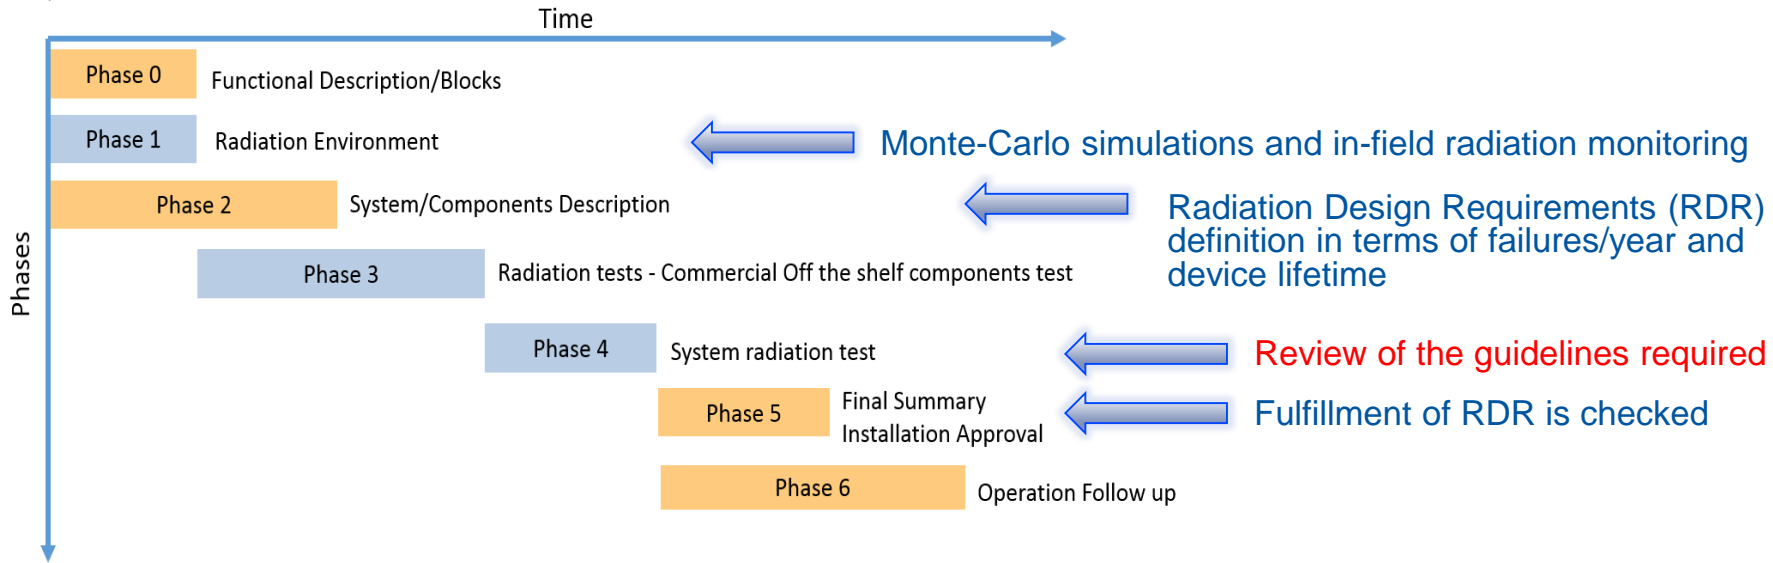 Time
Phases
Phase 0
Functional Description/Blocks
Phase 1
Radiation Environment
Monte-Carlo simulations and in-field radiation monitoring
Phase 2
System/Components Description
Radiation Design Requirements (RDR)
definition in terms of failures/year and
device lifetime
Phase 3
Radiation tests - Commercial Off the shelf components test
Phase 4
System radiation test
Review of the guidelines required
Phase 5
Final Summary
Installation Approval
Fulfillment of RDR is checked
Phase 6
Operation Follow up